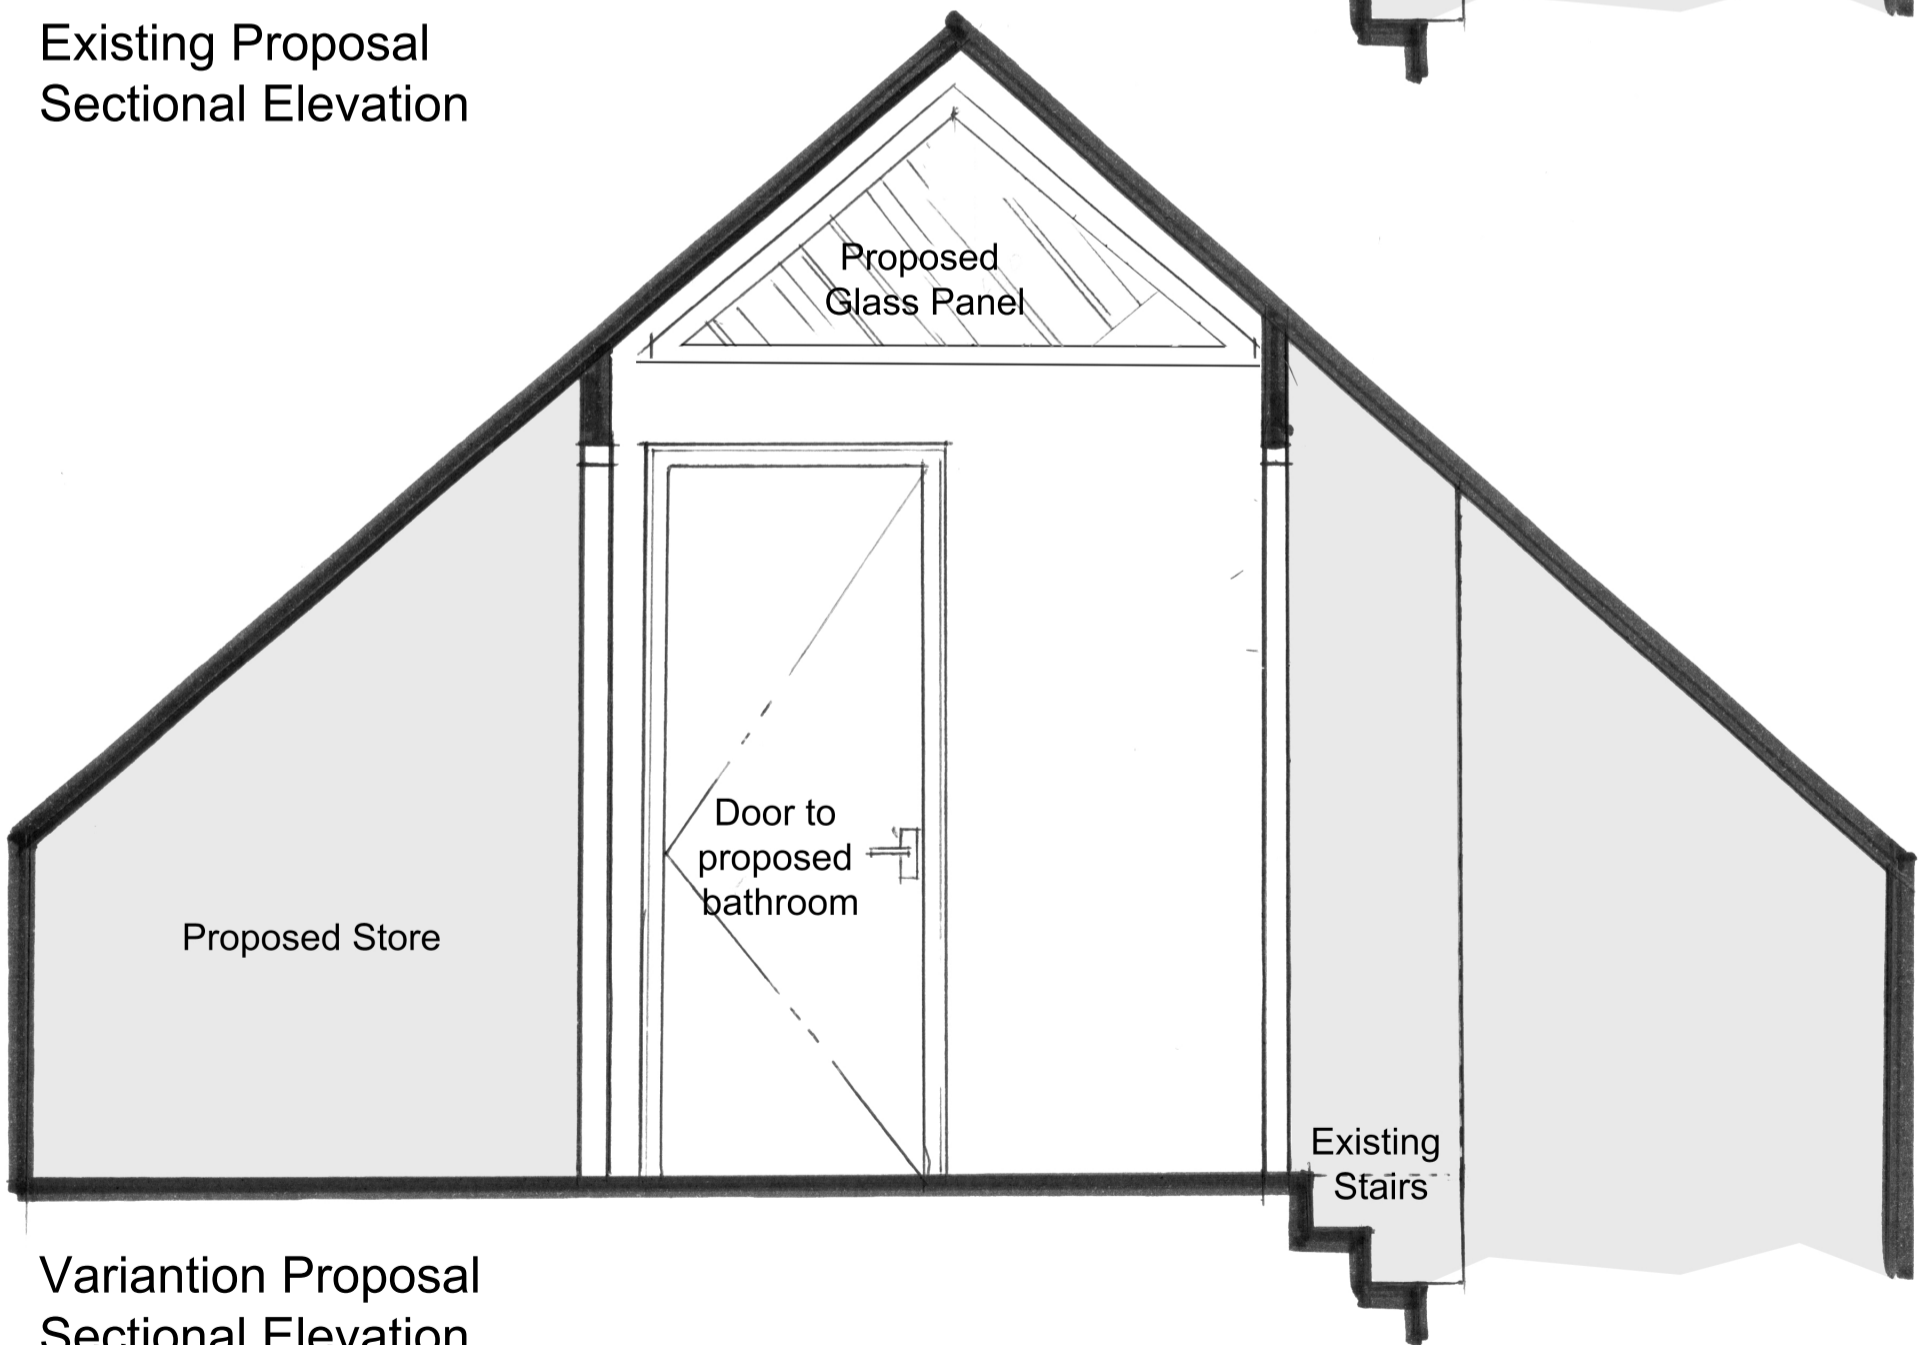 Existing Proposal
Sectional Elevation
Proposed
Glass Panel
Door to
proposed
bathroom
Proposed Store
Existing
Stairs
Variantion Proposal
Sectional Elevation